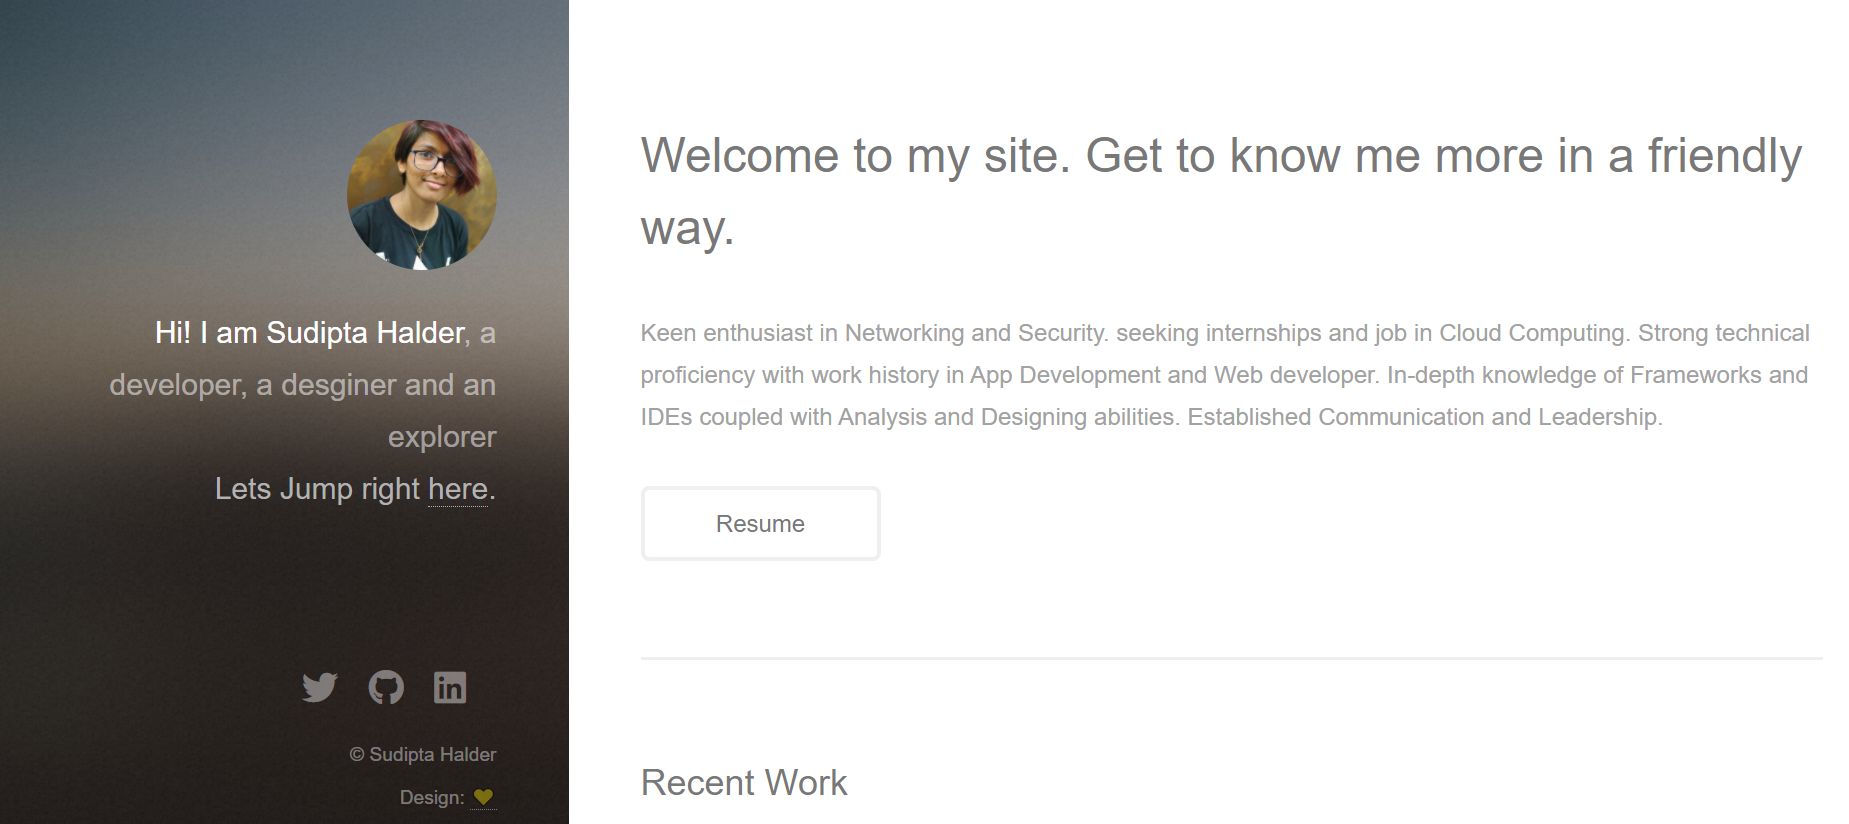 Hi! I am Sudipta Halder, a
developer, a desginer and an
explorer
Lets Jump right here.
© Sudipta Halder
Design:
Welcome to my site. Get to know me more in a friendly
way.
Keen enthusiast in Networking and Security. seeking internships and job in Cloud Computing. Strong technical
proficiency with work history in App Development and Web developer. In-depth knowledge of Frameworks and
IDEs coupled with Analysis and Designing abilities. Established Communication and Leadership.
Resume
Recent Work